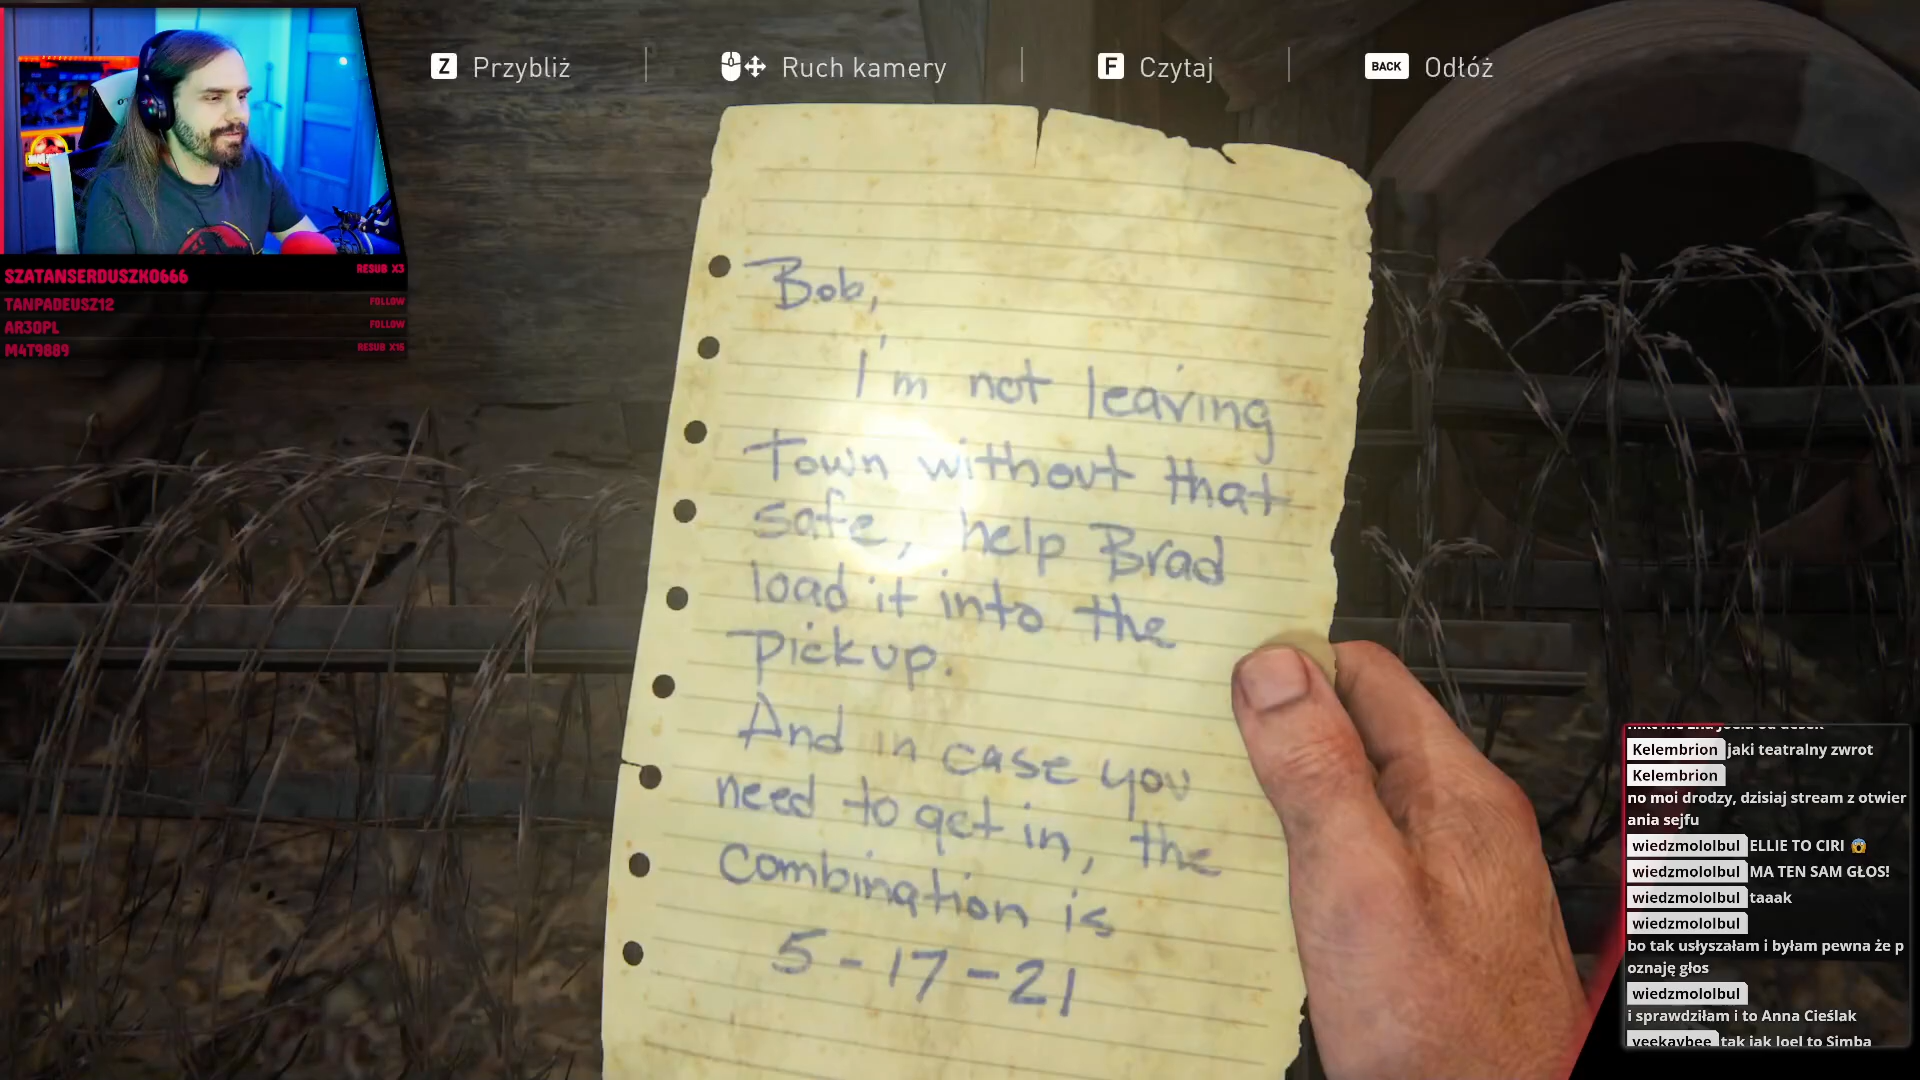 Z Przybliż
Ruch kamery
F Czytaj
BACK Odłóż
SZATANSERDUSZKO666 RESUB X3
TANPADEUSZ12 FOLLOW
AR3OPL FOLLOW
M4T9889 RESUB X15
Bob,
I'm not leaving
Town without that
safe, help Brad
load it into the
pickup.
And in case you
need to get in, the
Combination is
5-17-21
Kelembrion jaki teatralny zwrot
Kelembrion
no moi drodzy, dzisiaj stream z otwier
ania sejfu
wiedzmololbul ELLIE TO CIRI 😱
wiedzmololbul MA TEN SAM GŁOS!
wiedzmololbul taaak
wiedzmololbul
bo tak usłyszałam i byłam pewna że p
oznaję głos
wiedzmololbul
i sprawdziłam i to Anna Cieślak
veekaybee tak jak Joel to Simba